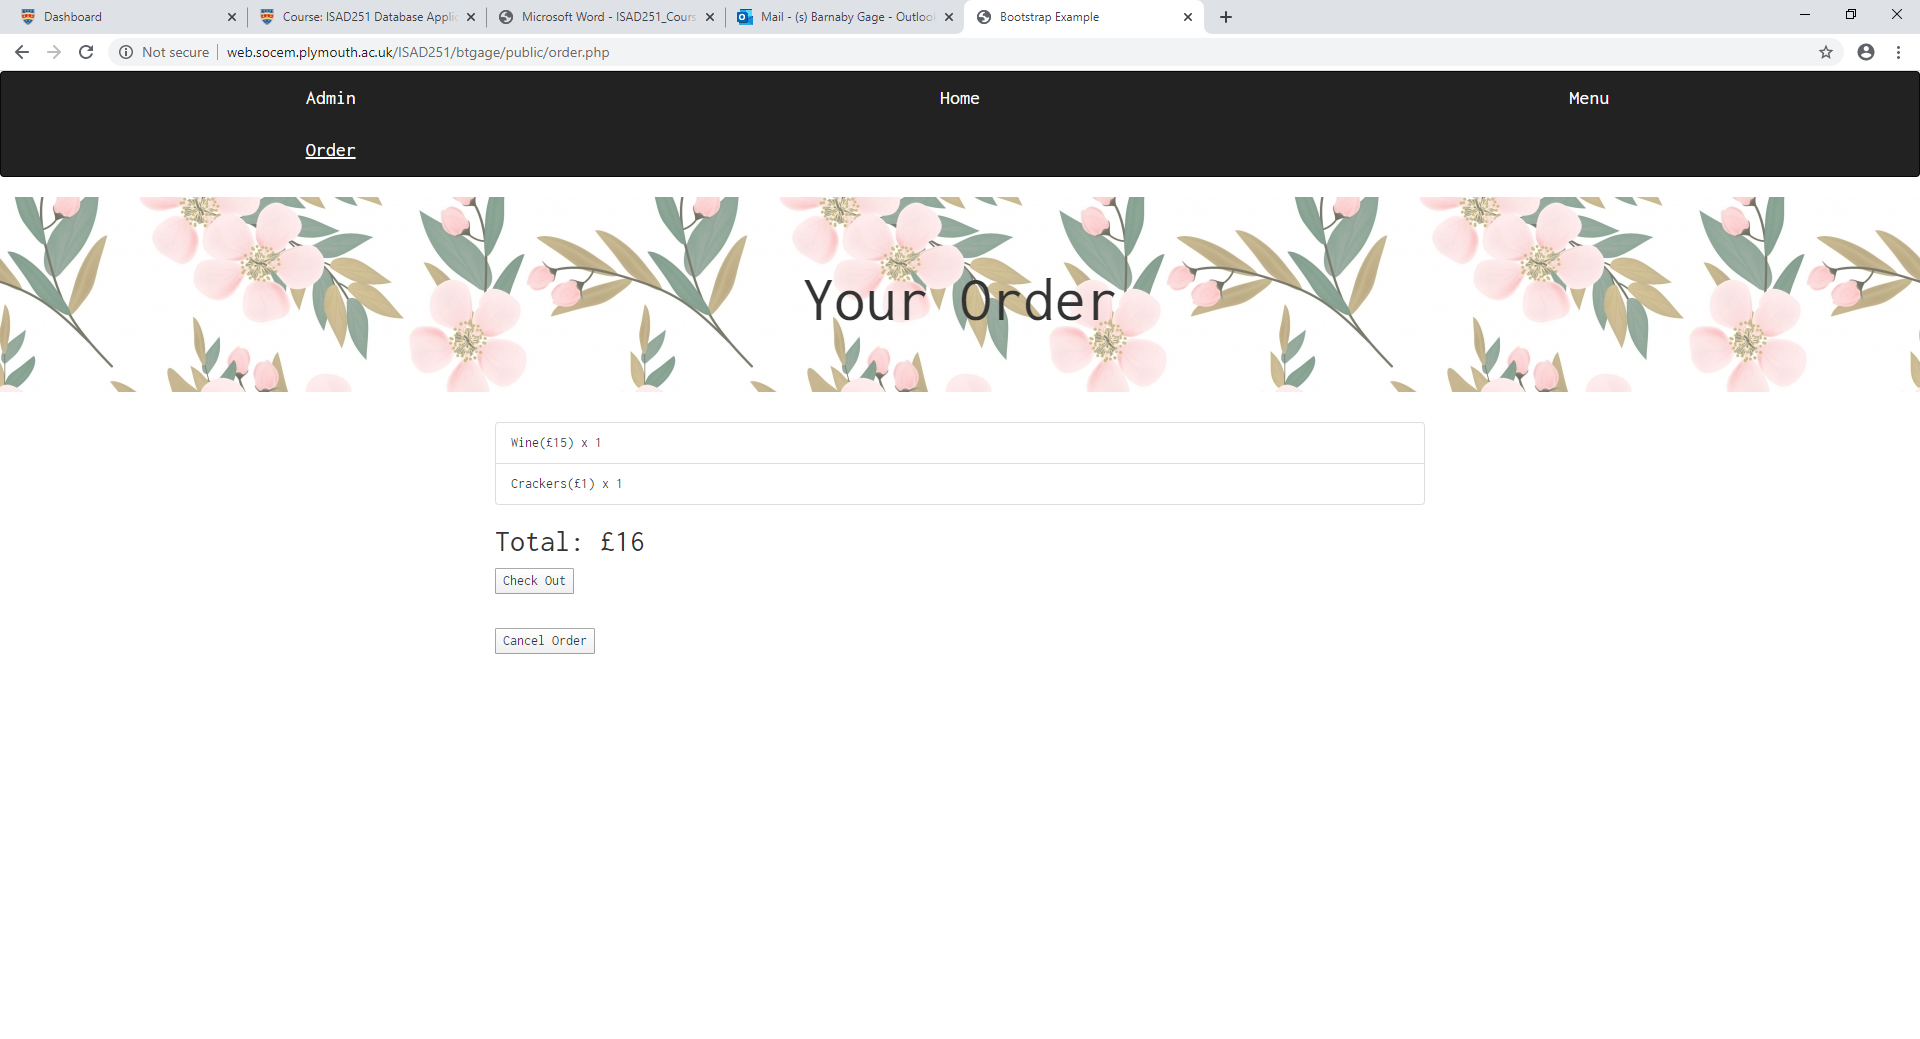 Dashboard
Course: ISAD251 Database Applic
Microsoft Word - ISAD251_Cours
Mail - (s) Barnaby Gage - Outloo
Bootstrap Example
Not secure
web.socem.plymouth.ac.uk/ISAD251/btgage/public/order.php
Admin
Home
Menu
Order
Your Order
Wine(£15) x 1
Crackers(£1) x 1
Total: £16
Check Out
Cancel Order